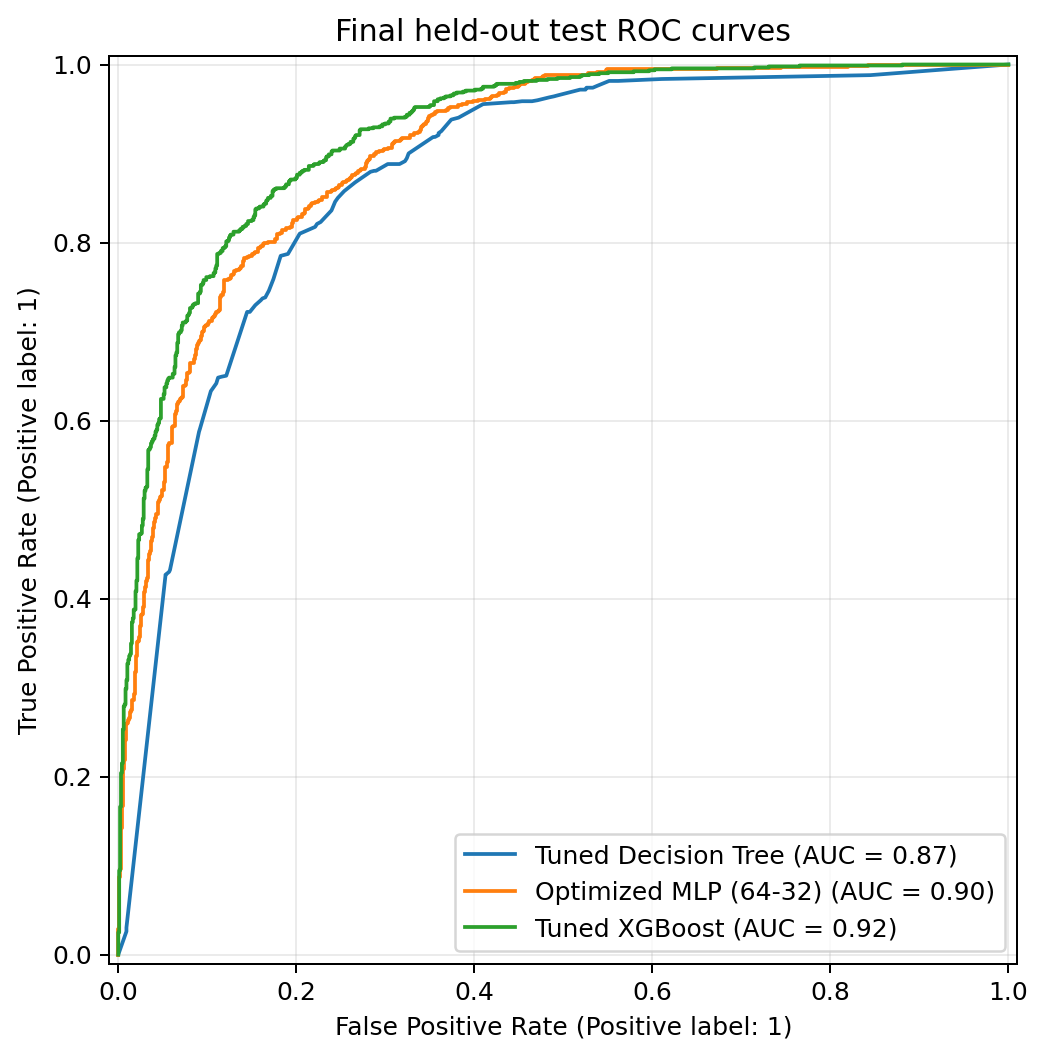 Final held-out test ROC curves
True Positive Rate (Positive label: 1)
1.0
0.8
0.6
0.4
0.2
0.0
Tuned Decision Tree (AUC = 0.87)
Optimized MLP (64-32) (AUC = 0.90)
Tuned XGBoost (AUC = 0.92)
0.0 0.2 0.4 0.6 0.8 1.0
False Positive Rate (Positive label: 1)